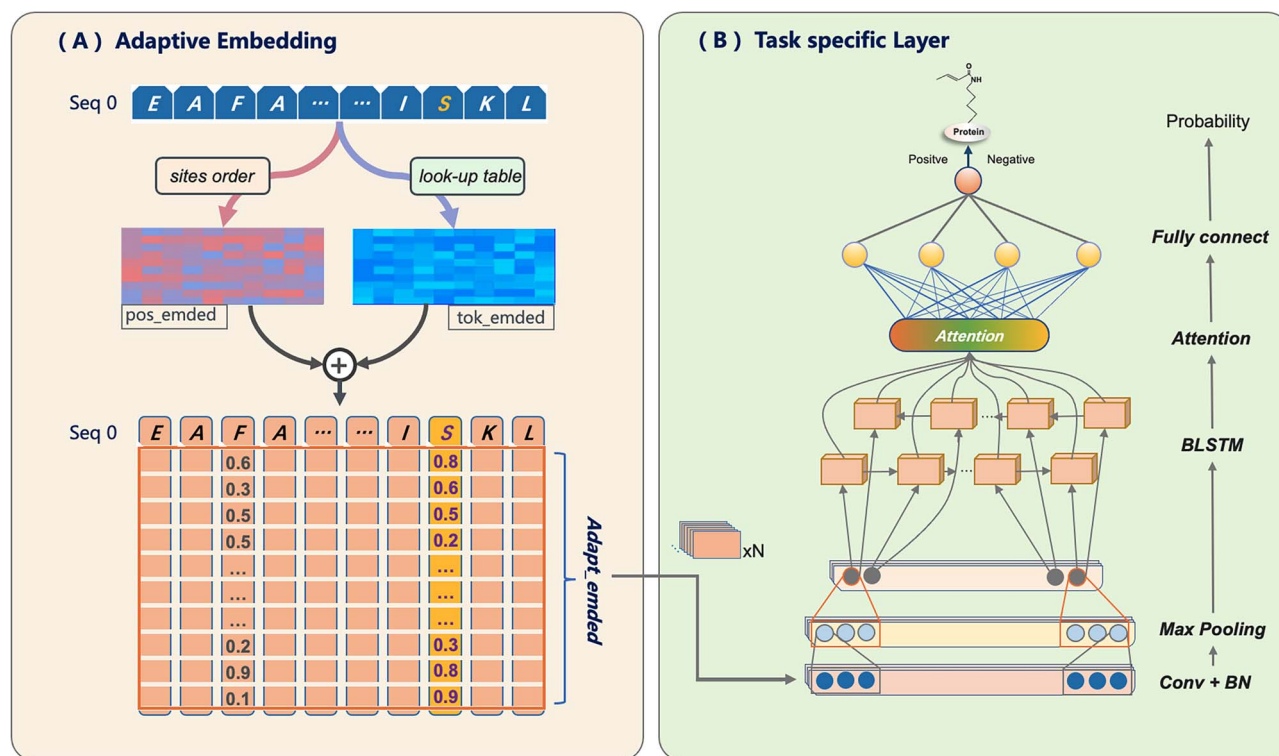 ( A ) Adaptive Embedding
Seq 0 E A F A ... ... I S K L
sites order
look-up table
pos_emded
tok_emded
+
Seq 0 E A F A ... ... I S K L
0.6 0.8
0.3 0.6
0.5 0.5
0.5 0.2
... ...
... ...
... ...
0.2 0.3
0.9 0.8
0.1 0.9
Adapt_emded
( B ) Task specific Layer
O
NH
Protein
Positve Negative
Probability
Fully connect
Attention
Attention
BLSTM
xN
Max Pooling
Conv + BN